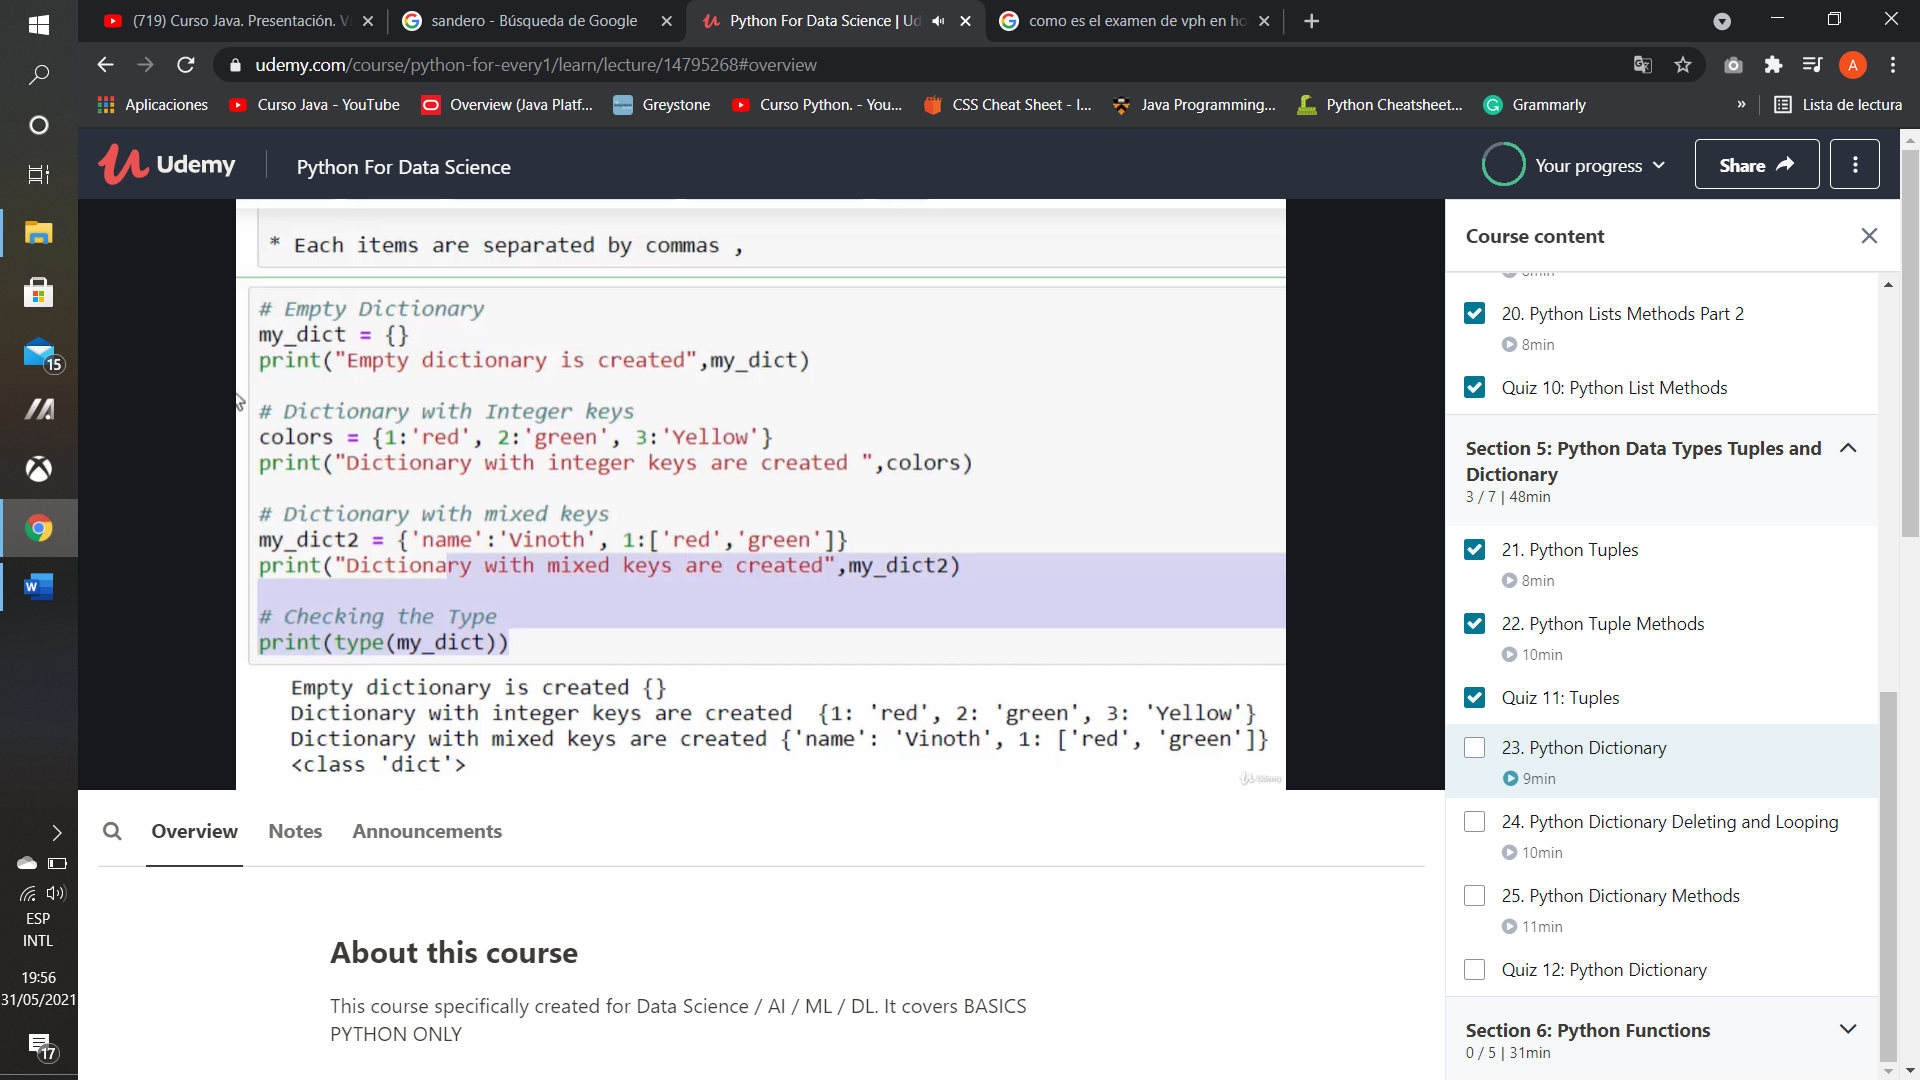 (719) Curso Java. Presentación. V
sandero - Búsqueda de Google
Python For Data Science | Ud
como es el examen de vph en ho
udemy.com/course/python-for-every1/learn/lecture/14795268#overview
A
Aplicaciones
Curso Java - YouTube
Overview (Java Platf...
Greystone
Curso Python. - You...
CSS Cheat Sheet - I...
Java Programming...
Python Cheatsheet...
Grammarly
»
Lista de lectura
Udemy
Python For Data Science
Your progress
Share
* Each items are separated by commas ,
# Empty Dictionary
my_dict = {}
print("Empty dictionary is created",my_dict)
# Dictionary with Integer keys
colors = {1:'red', 2:'green', 3:'Yellow'}
print("Dictionary with integer keys are created ",colors)
# Dictionary with mixed keys
my_dict2 = {'name':'Vinoth', 1:['red','green']}
print("Dictionary with mixed keys are created",my_dict2)
# Checking the Type
print(type(my_dict))
Empty dictionary is created {}
Dictionary with integer keys are created  {1: 'red', 2: 'green', 3: 'Yellow'}
Dictionary with mixed keys are created {'name': 'Vinoth', 1: ['red', 'green']}
<class 'dict'>
Udemy
Overview
Notes
Announcements
About this course
This course specifically created for Data Science / AI / ML / DL. It covers BASICS
PYTHON ONLY
Course content
20. Python Lists Methods Part 2
8min
Quiz 10: Python List Methods
Section 5: Python Data Types Tuples and
Dictionary
3 / 7 | 48min
21. Python Tuples
8min
22. Python Tuple Methods
10min
Quiz 11: Tuples
23. Python Dictionary
9min
24. Python Dictionary Deleting and Looping
10min
25. Python Dictionary Methods
11min
Quiz 12: Python Dictionary
Section 6: Python Functions
0 / 5 | 31min
15
W
ESP
INTL
19:56
31/05/2021
17